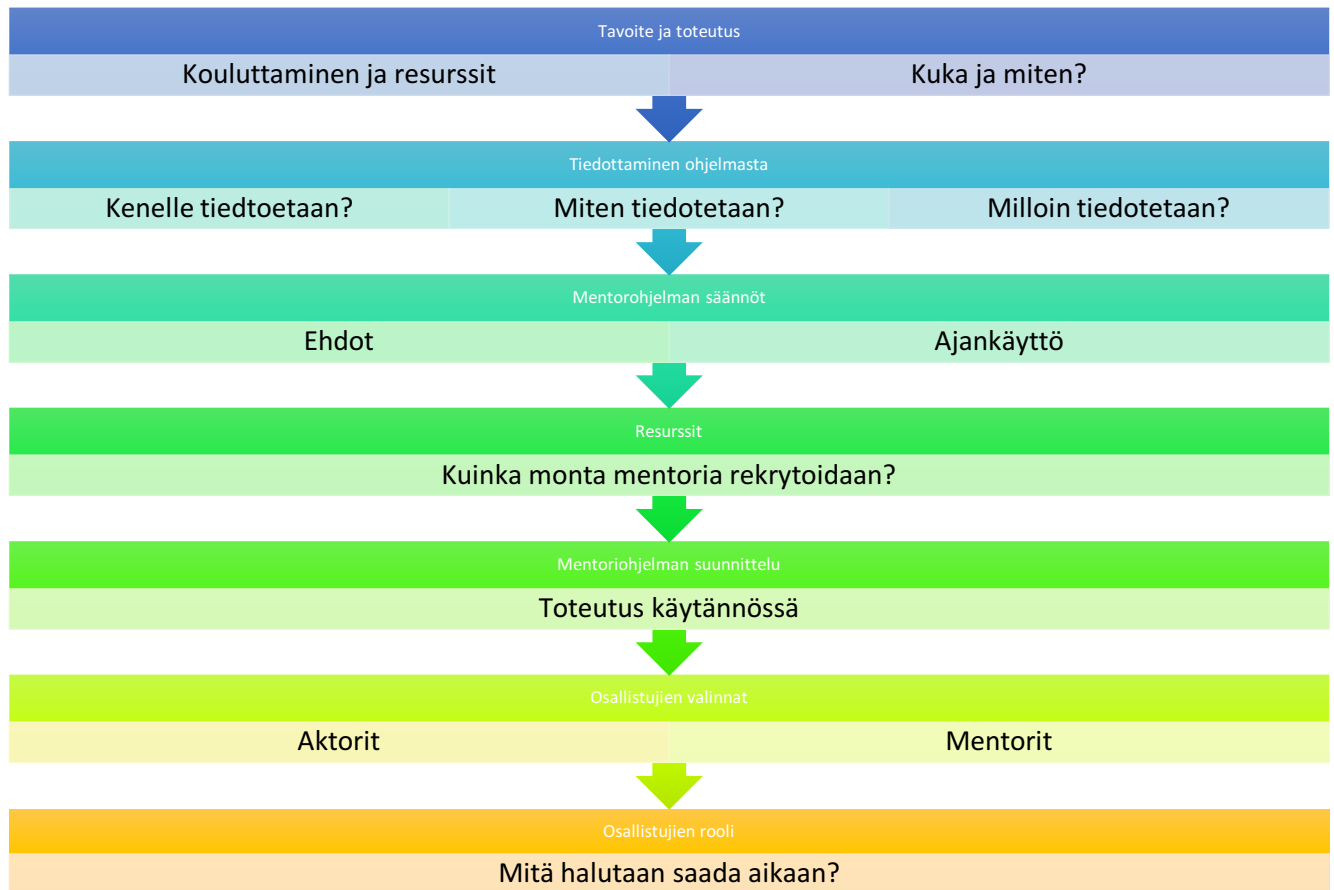 Tavoite ja toteutus
Kouluttaminen ja resurssit
Kuka ja miten?
Tiedottaminen ohjelmasta
Kenelle tiedtoetaan?
Miten tiedotetaan?
Milloin tiedotetaan?
Mentorohjelman säännöt
Ehdot
Ajankäyttö
Resurssit
Kuinka monta mentoria rekrytoidaan?
Mentoriohjelman suunnittelu
Toteutus käytännössä
Osallistujien valinnat
Aktorit
Mentorit
Osallistujien rooli
Mitä halutaan saada aikaan?